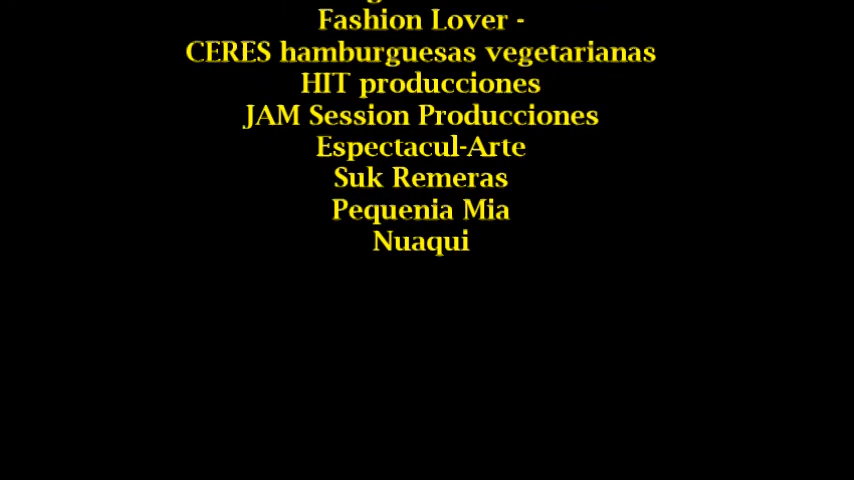 Fashion Lover -
CERES hamburguesas vegetarianas
HIT producciones
JAM Session Producciones
Espectacul-Arte
Suk Remeras
Pequenia Mia
Nuaqui